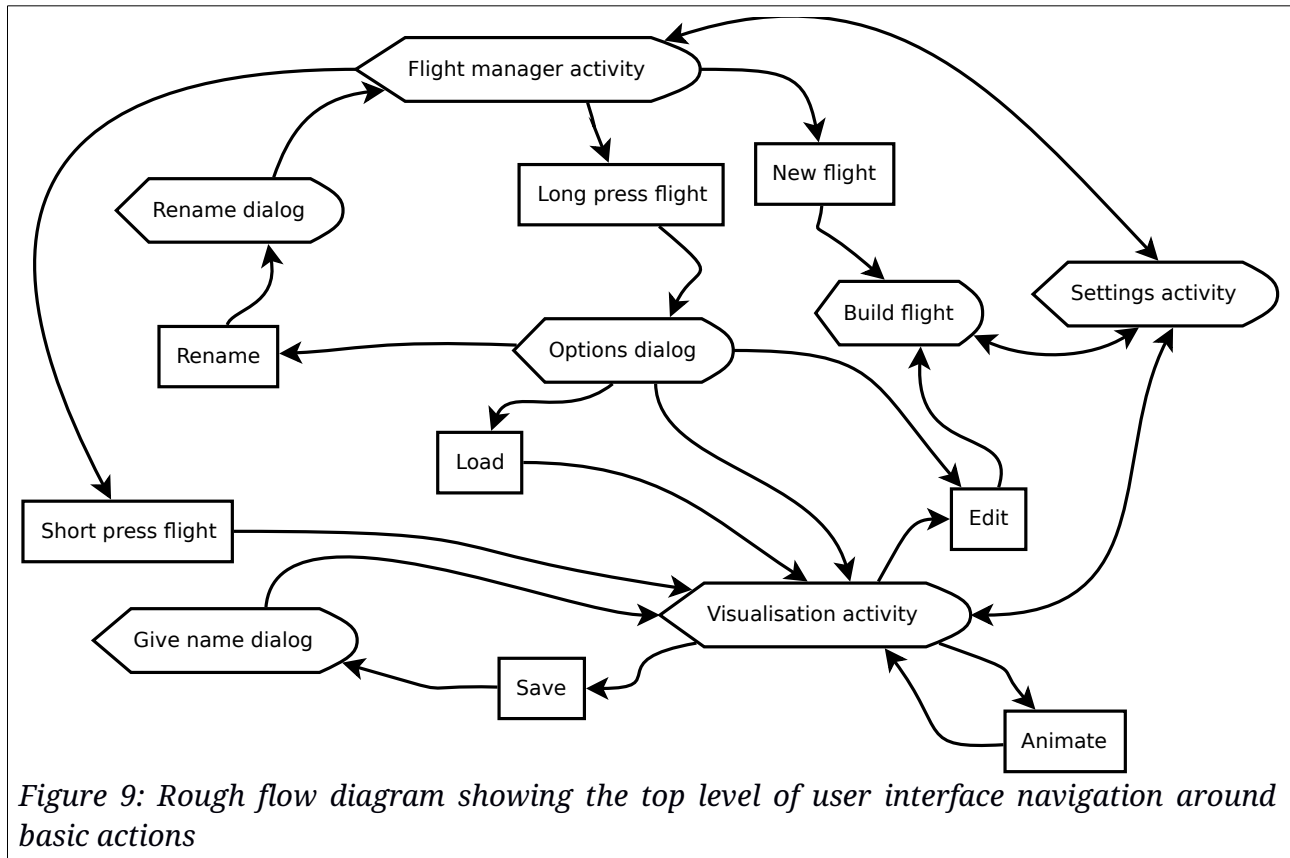 Flight manager activity
New flight
Long press flight
Rename dialog
Settings activity
Build flight
Options dialog
Rename
Load
Edit
Short press flight
Visualisation activity
Give name dialog
Save
Animate
Figure 9: Rough flow diagram showing the top level of user interface navigation around
basic actions